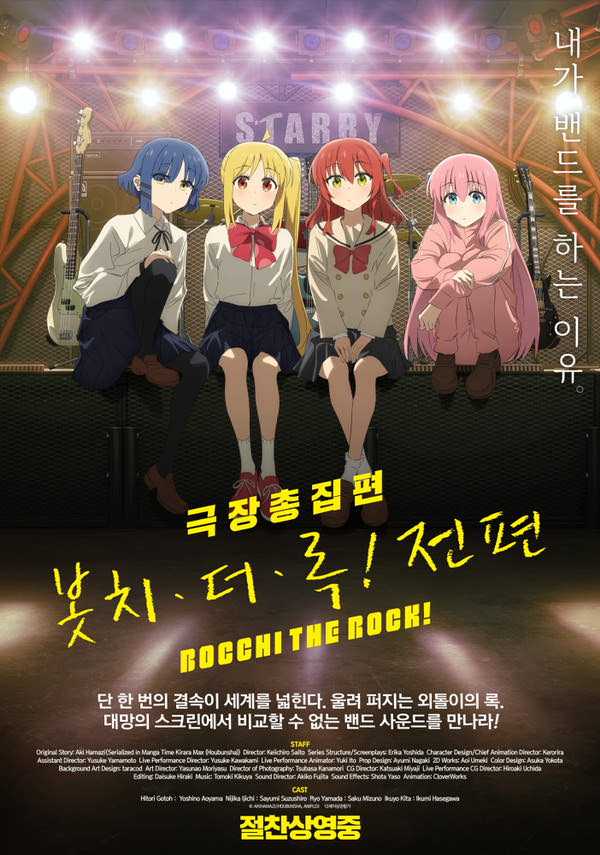 STARRY
내가 밴드를 하는 이유。
극장총집편
봇치·더·록! 전편
BOCCHI THE ROCK!
단 한 번의 결속이 세계를 넓힌다. 울려 퍼지는 외톨이의 록.
대망의 스크린에서 비교할 수 없는 밴드 사운드를 만나라!
STAFF
Original Story: Aki Hamazi(Serialized in Manga Time Kirara Max (Houbunsha)) Director: Keiichiro Saito Series Structure/Screenplays: Erika Yoshida Character Design/Chief Animation Director: Kerorira
Assistant Director: Yusuke Yamamoto Live Performance Director: Yusuke Kawakami Live Performance Animator: Yuki Ito Prop Design: Ayumi Nagaki 2D Works: Aoi Umeki Color Design: Asuka Yokota
Background Art Design: taracod Art Director: Yasunao Moriyasu Director of Photography: Tsubasa Kanamori CG Director: Katsuaki Miyaji Live Performance CG Director: Hiroaki Uchida
Editing: Daisuke Hiraki Music: Tomoki Kikuya Sound Director: Akiko Fujita Sound Effects: Shota Yaso Animation: CloverWorks
CAST
Hitori Gotoh : Yoshino Aoyama Nijika Ijichi : Sayumi Suzushiro Ryo Yamada : Saku Mizuno Ikuyo Kita : Ikumi Hasegawa
© AKI HAMAZI/HOUBUNSHA, ANIPLEX
절찬상영중